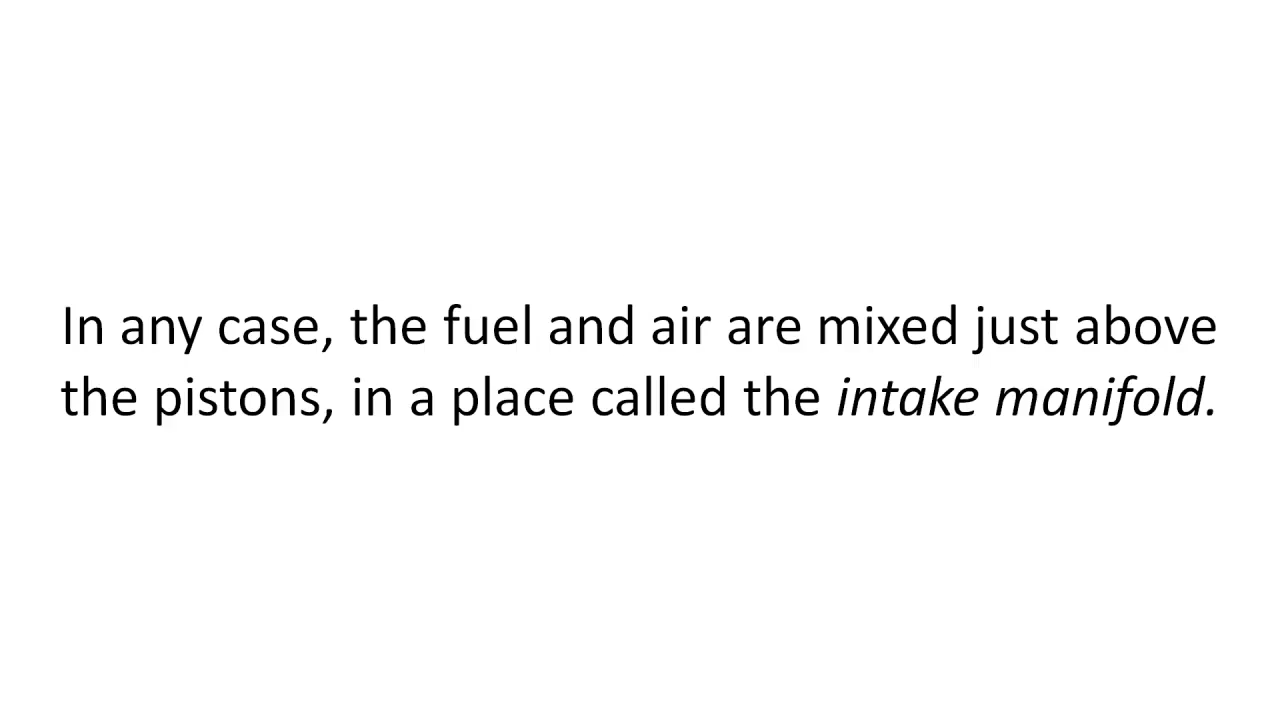 In any case, the fuel and air are mixed just above
the pistons, in a place called the intake manifold.